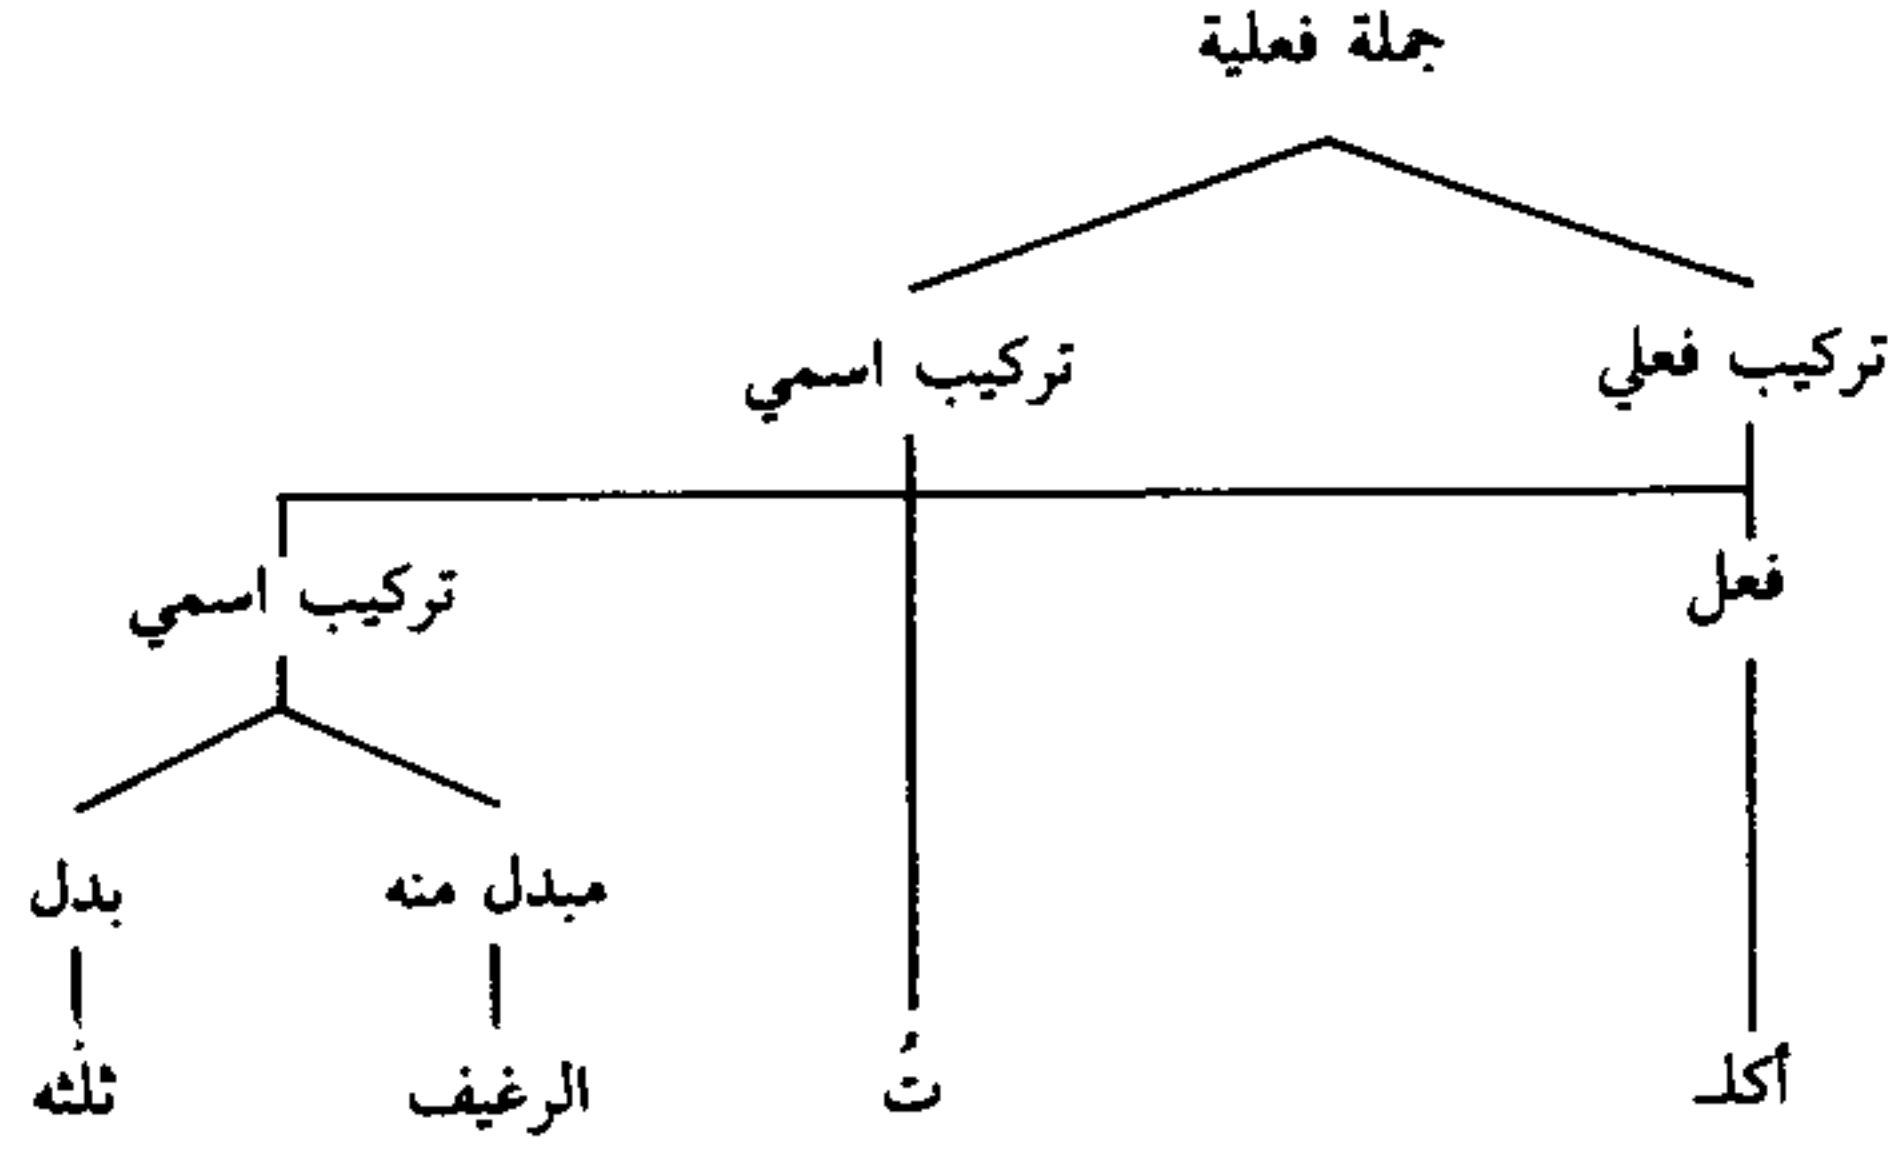 جملة فعلية
تركيب فعلي تركيب اسمي
فعل تركيب اسمي
مبدل منه بدل
أكلـ تُ الرغيف ثلثه